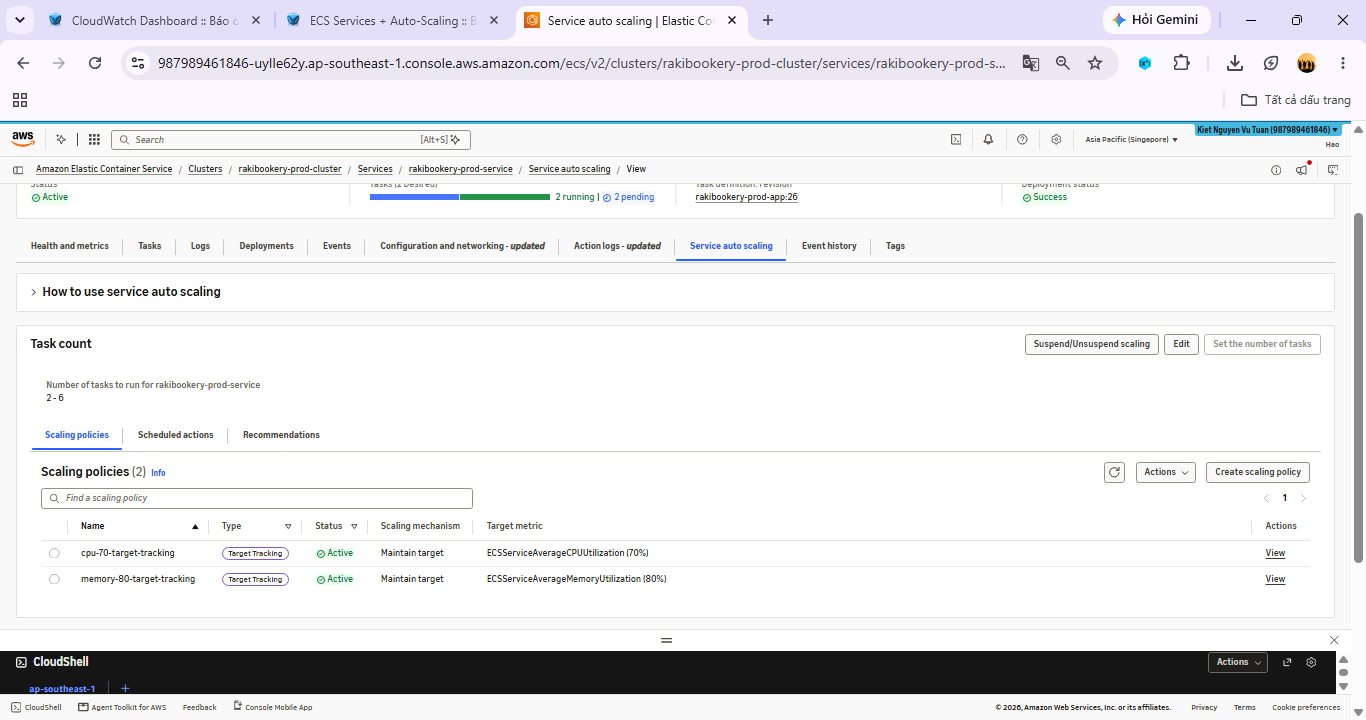 CloudWatch Dashboard :: Báo c
ECS Services + Auto-Scaling :: B
Service auto scaling | Elastic Co
Hỏi Gemini
987989461846-uylle62y.ap-southeast-1.console.aws.amazon.com/ecs/v2/clusters/rakibookery-prod-cluster/services/rakibookery-prod-s...
Tất cả dấu trang
aws
Search
[Alt+S]
Asia Pacific (Singapore)
Kiet Nguyen Vu Tuan (987989461846)
Hao
Amazon Elastic Container Service / Clusters / rakibookery-prod-cluster / Services / rakibookery-prod-service / Service auto scaling / View
Status
Active
Tasks (2 Desired)
2 running | 2 pending
Task definition: revision
rakibookery-prod-app:26
Deployment status
Success
Health and metrics
Tasks
Logs
Deployments
Events
Configuration and networking - updated
Action logs - updated
Service auto scaling
Event history
Tags
How to use service auto scaling
Task count
Suspend/Unsuspend scaling
Edit
Set the number of tasks
Number of tasks to run for rakibookery-prod-service
2 - 6
Scaling policies
Scheduled actions
Recommendations
Scaling policies (2) Info
Actions
Create scaling policy
Find a scaling policy
1
Name Type Status Scaling mechanism Target metric Actions
cpu-70-target-tracking Target Tracking Active Maintain target ECSServiceAverageCPUUtilization (70%) View
memory-80-target-tracking Target Tracking Active Maintain target ECSServiceAverageMemoryUtilization (80%) View
CloudShell
Actions
ap-southeast-1
CloudShell
Agent Toolkit for AWS
Feedback
Console Mobile App
© 2026, Amazon Web Services, Inc. or its affiliates.
Privacy
Terms
Cookie preferences